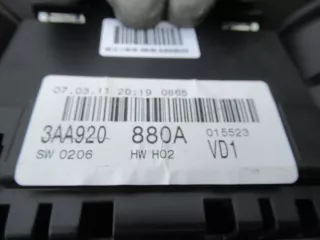 07.03.11 20:19 0865
3AA920 880A 015523
SW 0206 HW H02 VD1